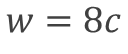 w = 8c